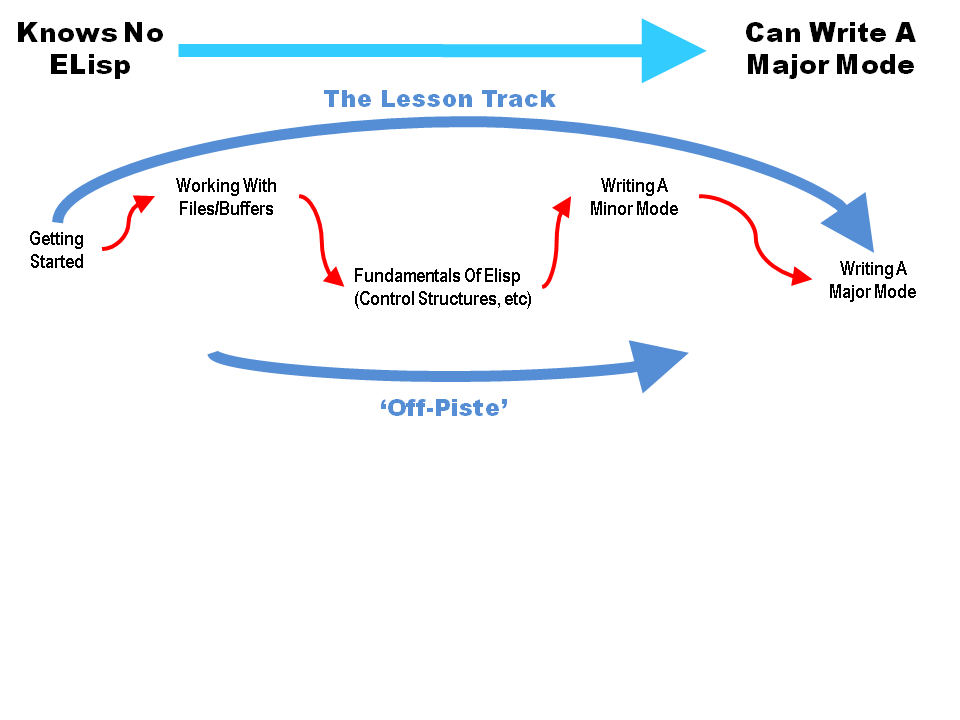 Knows No
ELisp
Can Write A
Major Mode
The Lesson Track
Working With
Files/Buffers
Writing A
Minor Mode
Getting
Started
Fundamentals Of Elisp
(Control Structures, etc)
Writing A
Major Mode
‘Off-Piste’